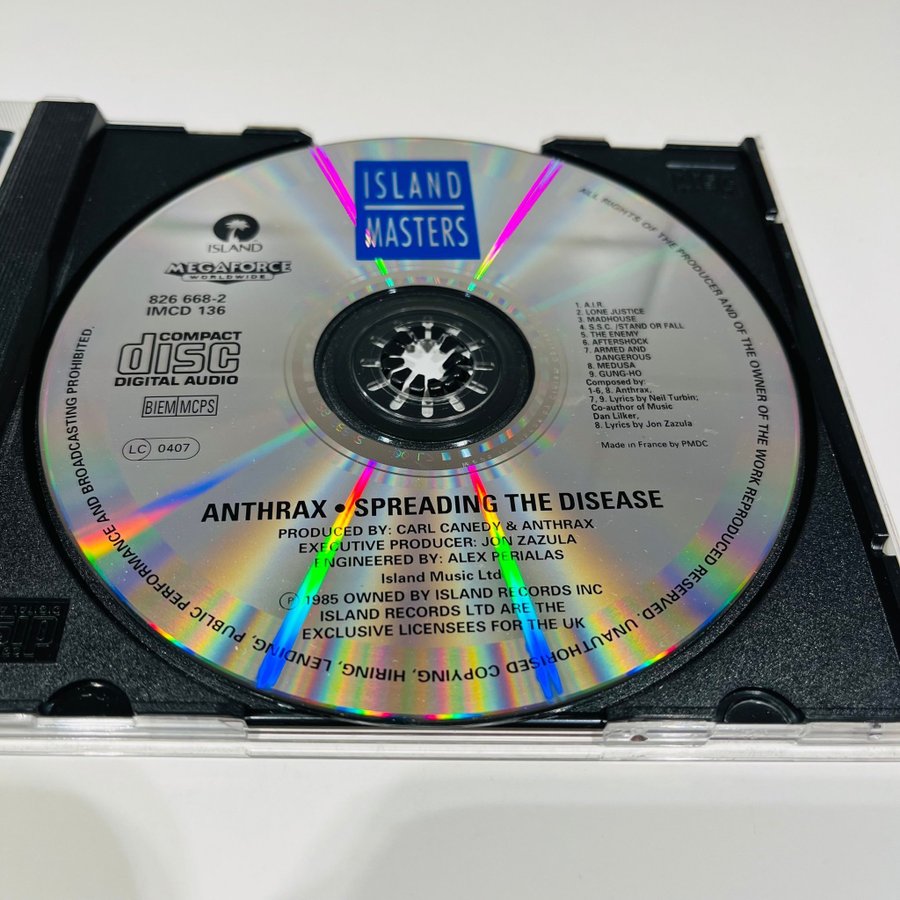 ISLAND
MASTERS
ISLAND
MEGAFORCE
WORLDWIDE
826 668-2
IMCD 136
COMPACT
disc
DIGITAL AUDIO
BIEM/MCPS
LC 0407
1. A.I.R.
2. LONE JUSTICE
3. MADHOUSE
4. S.S.C. /STAND OR FALL
5. THE ENEMY
6. AFTERSHOCK
7. ARMED AND
DANGEROUS
8. MEDUSA
9. GUNG-HO
Composed by:
1-6, 8. Anthrax,
7, 9. Lyrics by Neil Turbin;
Co-author of Music
Dan Lilker,
8. Lyrics by Jon Zazula
Made in France by PMDC
ANTHRAX • SPREADING THE DISEASE
PRODUCED BY: CARL CANEDY & ANTHRAX
EXECUTIVE PRODUCER: JON ZAZULA
ENGINEERED BY: ALEX PERIALAS
Island Music Ltd
℗ 1985 OWNED BY ISLAND RECORDS INC
ISLAND RECORDS LTD ARE THE
EXCLUSIVE LICENSEES FOR THE UK
ALL RIGHTS OF THE PRODUCER AND OF THE OWNER OF THE WORK REPRODUCED RESERVED. UNAUTHORISED COPYING, HIRING, LENDING, PUBLIC PERFORMANCE AND BROADCASTING PROHIBITED.